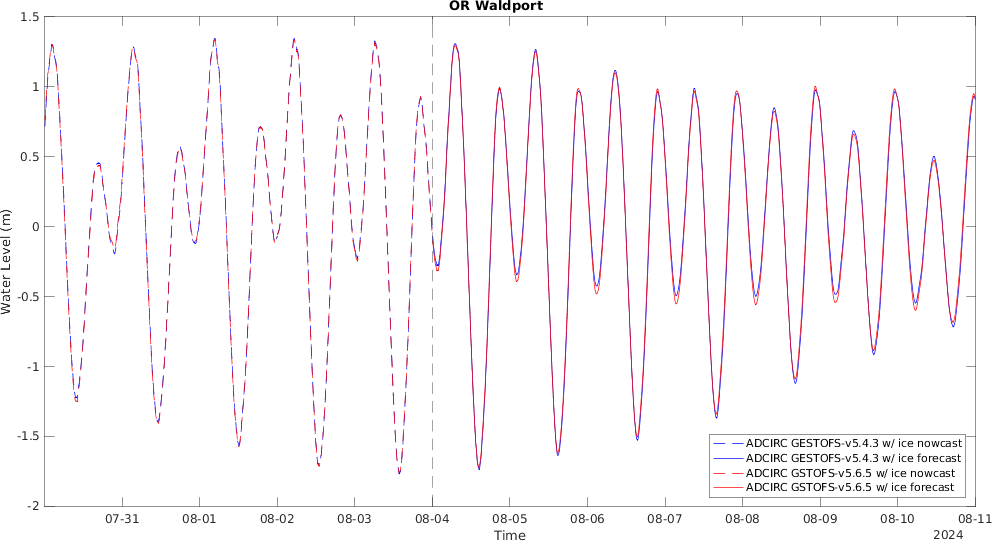 OR Waldport
1.5
1
0.5
0
-0.5
-1
-1.5
-2
Water Level (m)
ADCIRC GESTOFS-v5.4.3 w/ ice nowcast
ADCIRC GESTOFS-v5.4.3 w/ ice forecast
ADCIRC GSTOFS-v5.6.5 w/ ice nowcast
ADCIRC GSTOFS-v5.6.5 w/ ice forecast
07-31 08-01 08-02 08-03 08-04 08-05 08-06 08-07 08-08 08-09 08-10 08-11
Time
2024